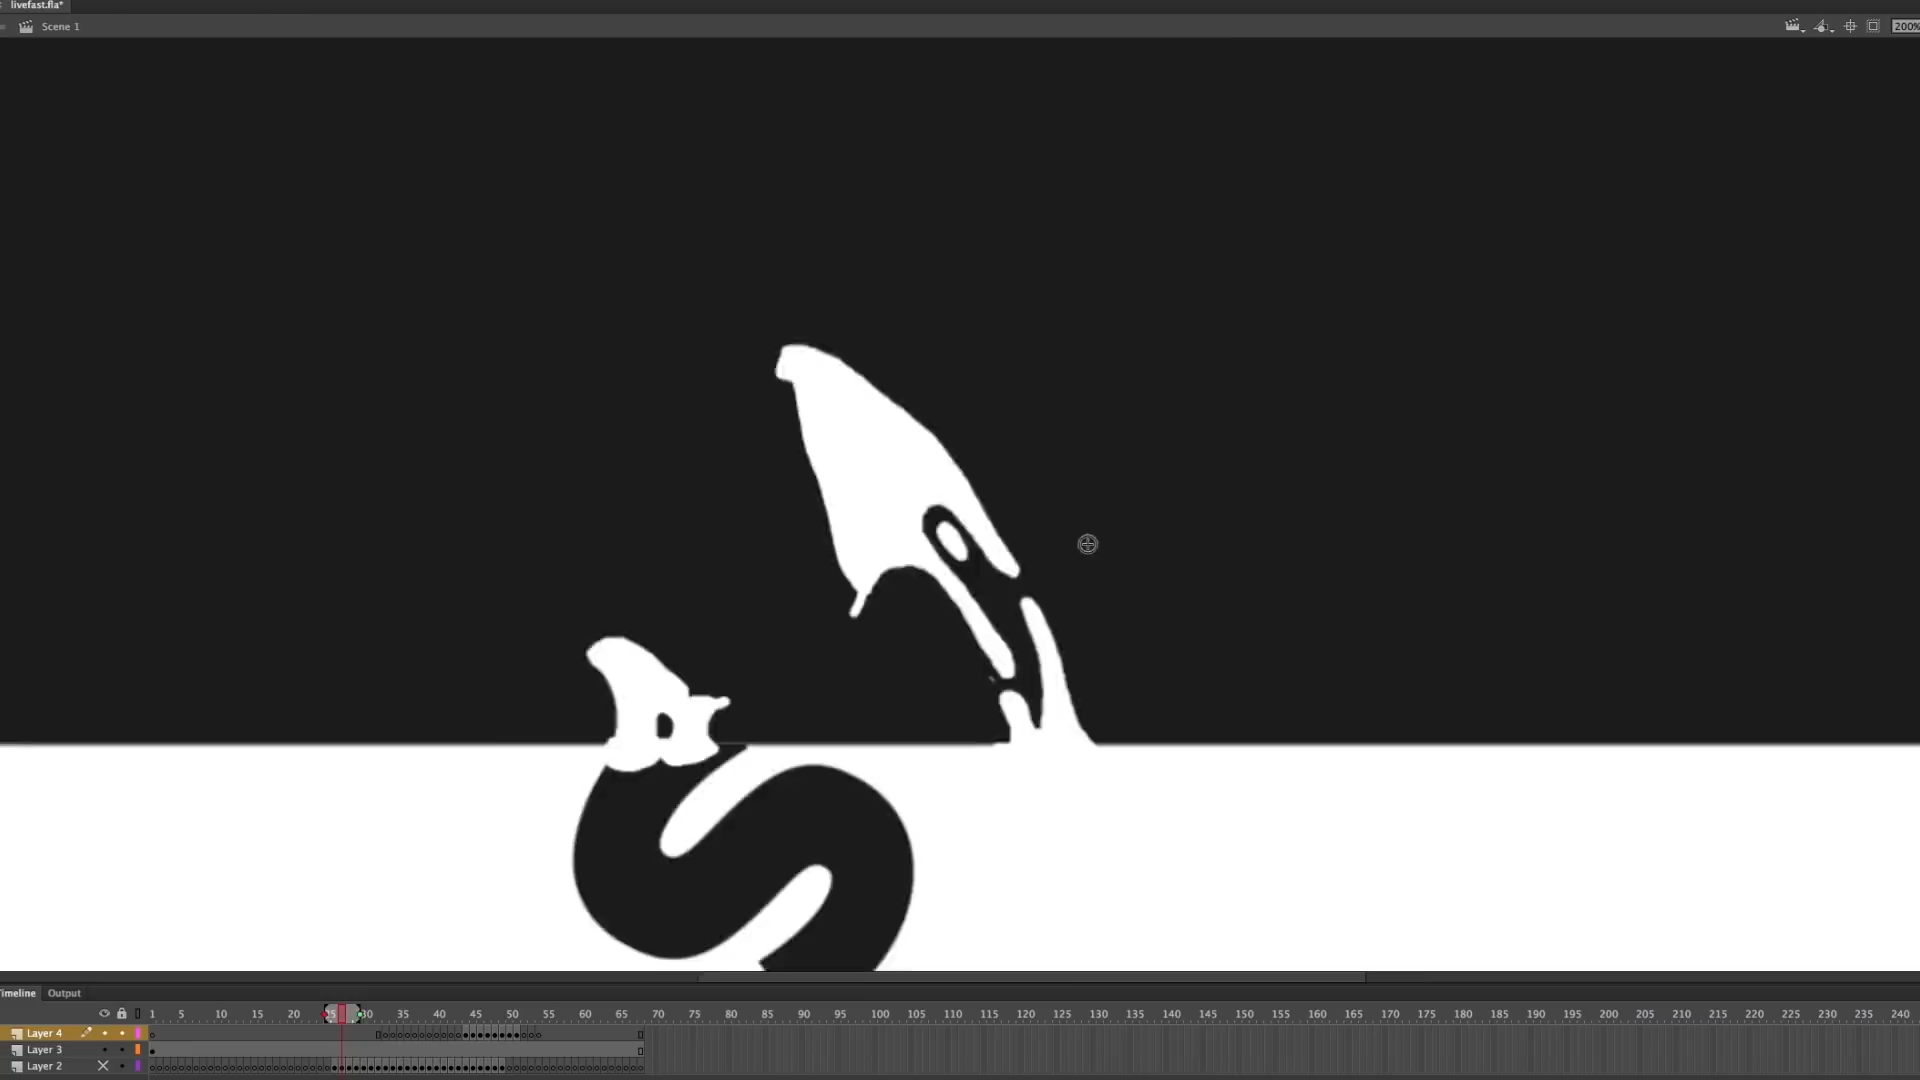 livefast.fla*
Scene 1
200%
Timeline Output
1 5 10 15 20 25 30 35 40 45 50 55 60 65 70 75 80 85 90 95 100 105 110 115 120 125 130 135 140 145 150 155 160 165 170 175 180 185 190 195 200 205 210 215 220 225 230 235 240
Layer 4
Layer 3
Layer 2
S